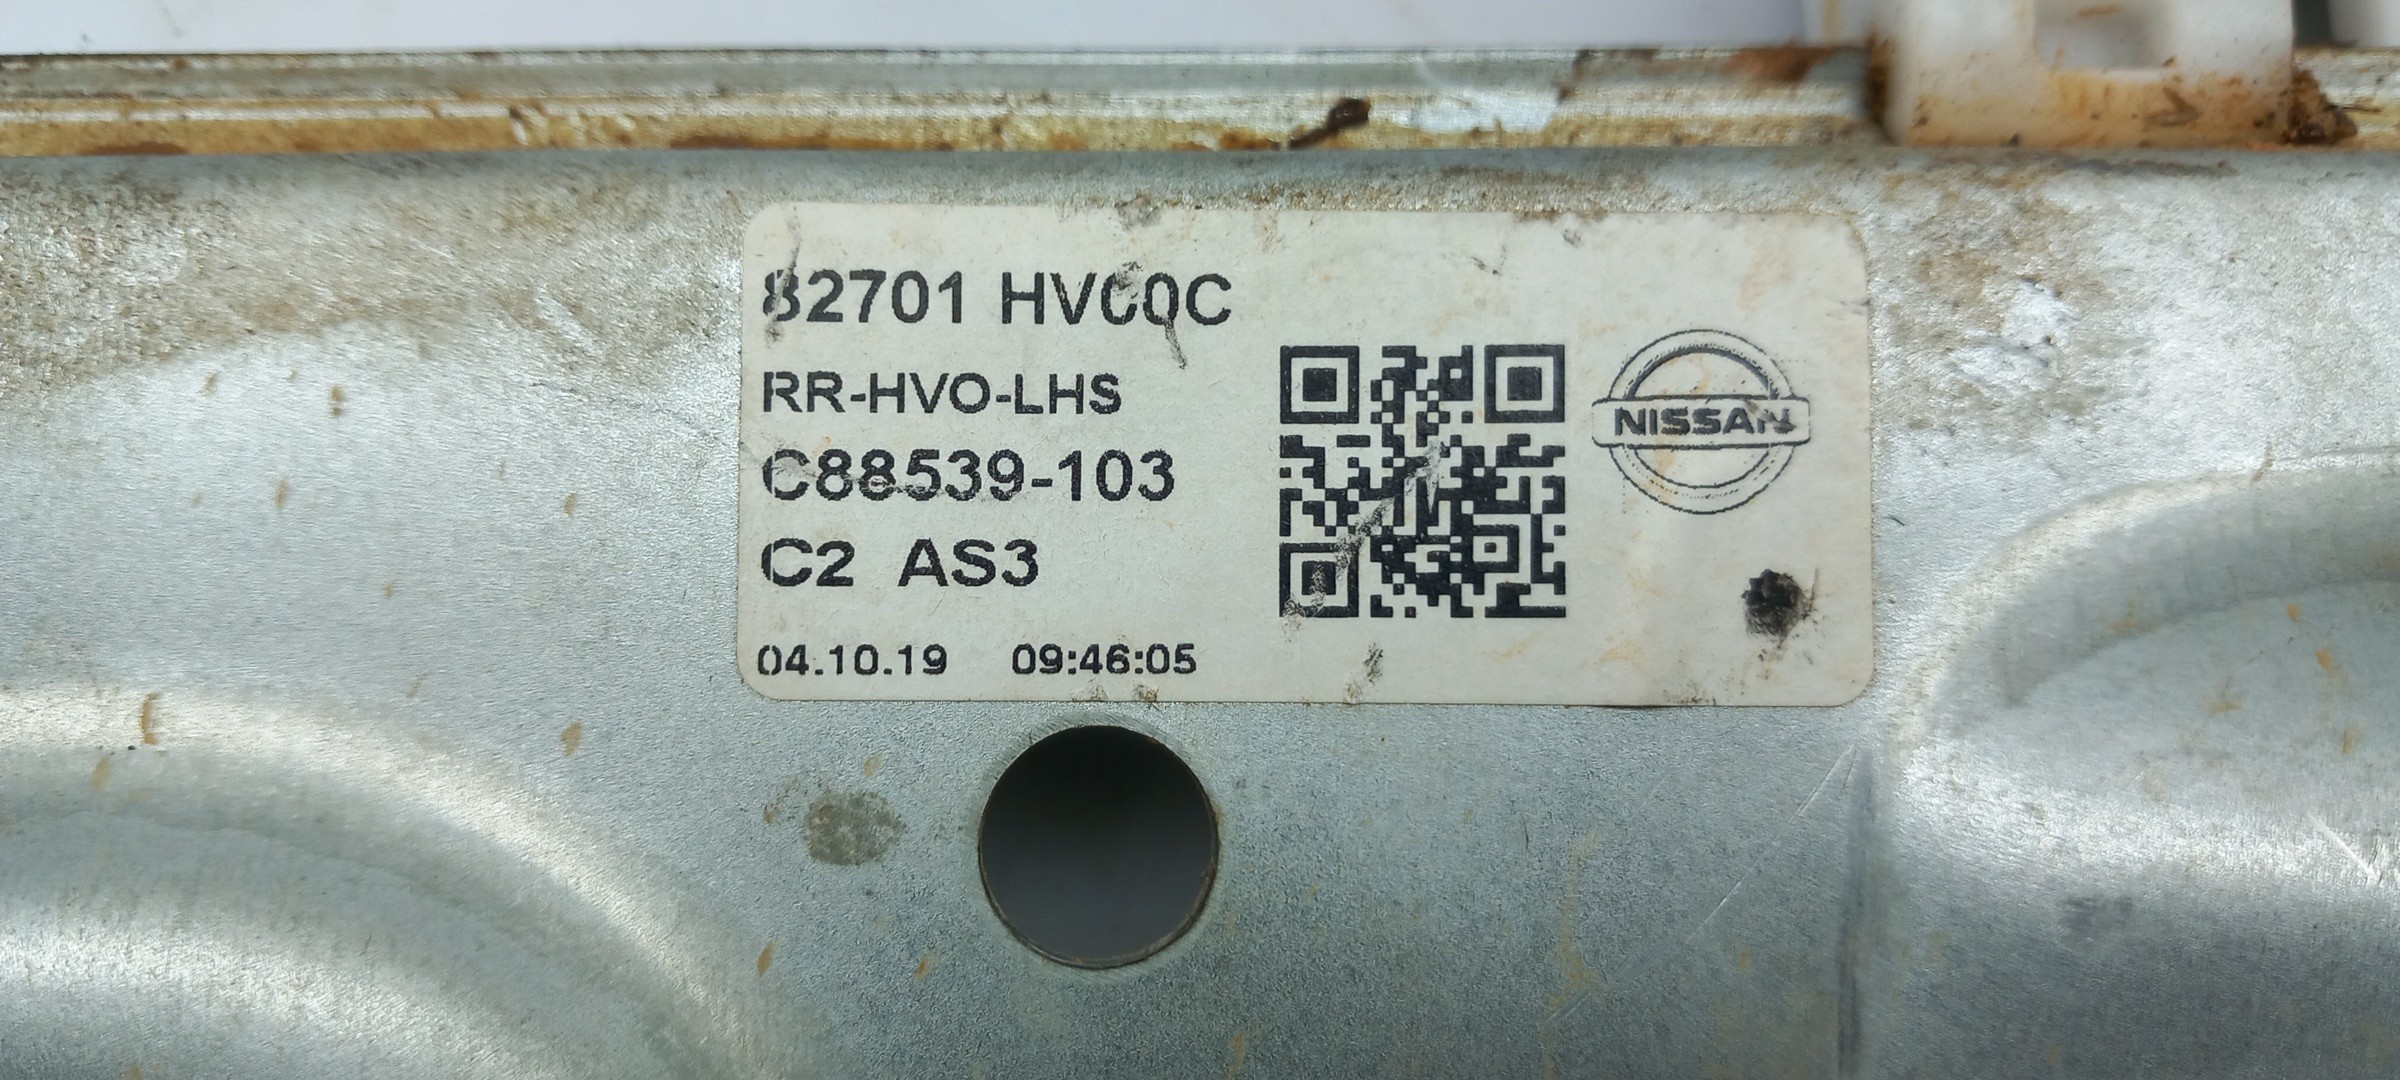 82701 HV00C
RR-HVO-LHS
C88539-103
C2 AS3
04.10.19 09:46:05
NISSAN